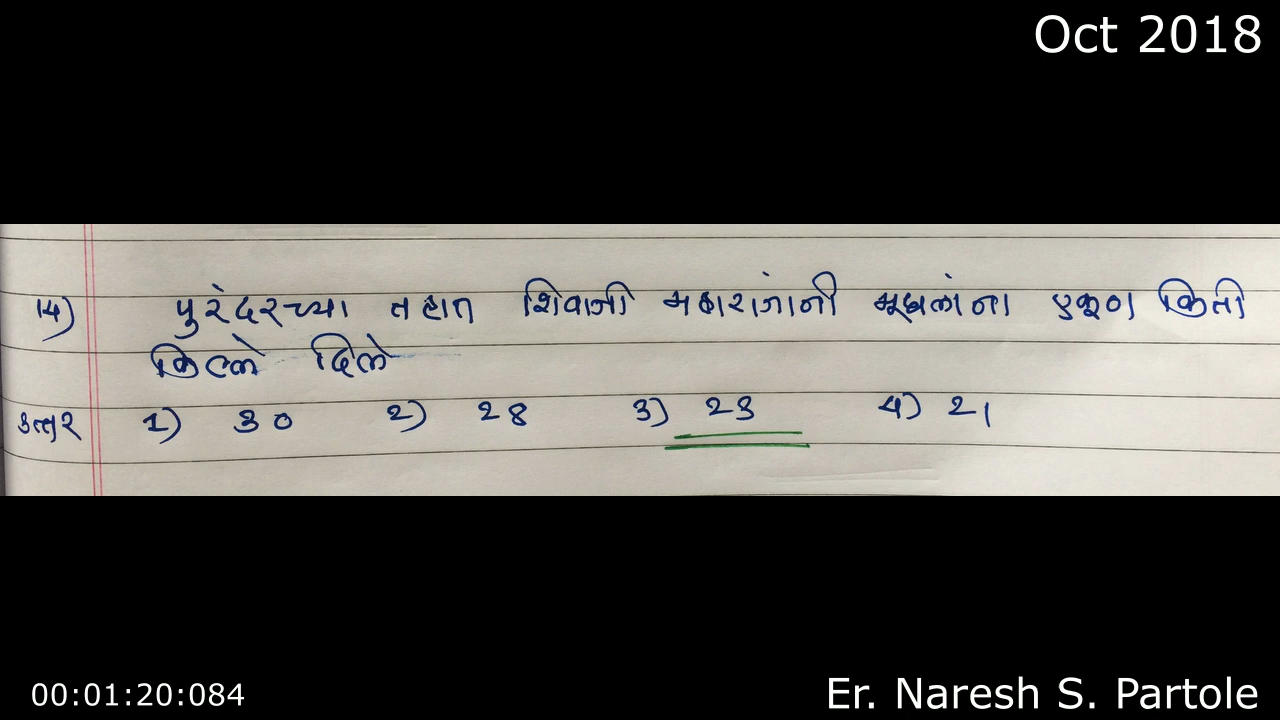 Oct 2018
14) पुरंदरच्या तहात शिवाजी महाराजांनी मूघलांना एकूण किती
किल्ले दिले
उत्तर 1) 30 2) 28 3) 23 4) 21
00:01:20:084
Er. Naresh S. Partole